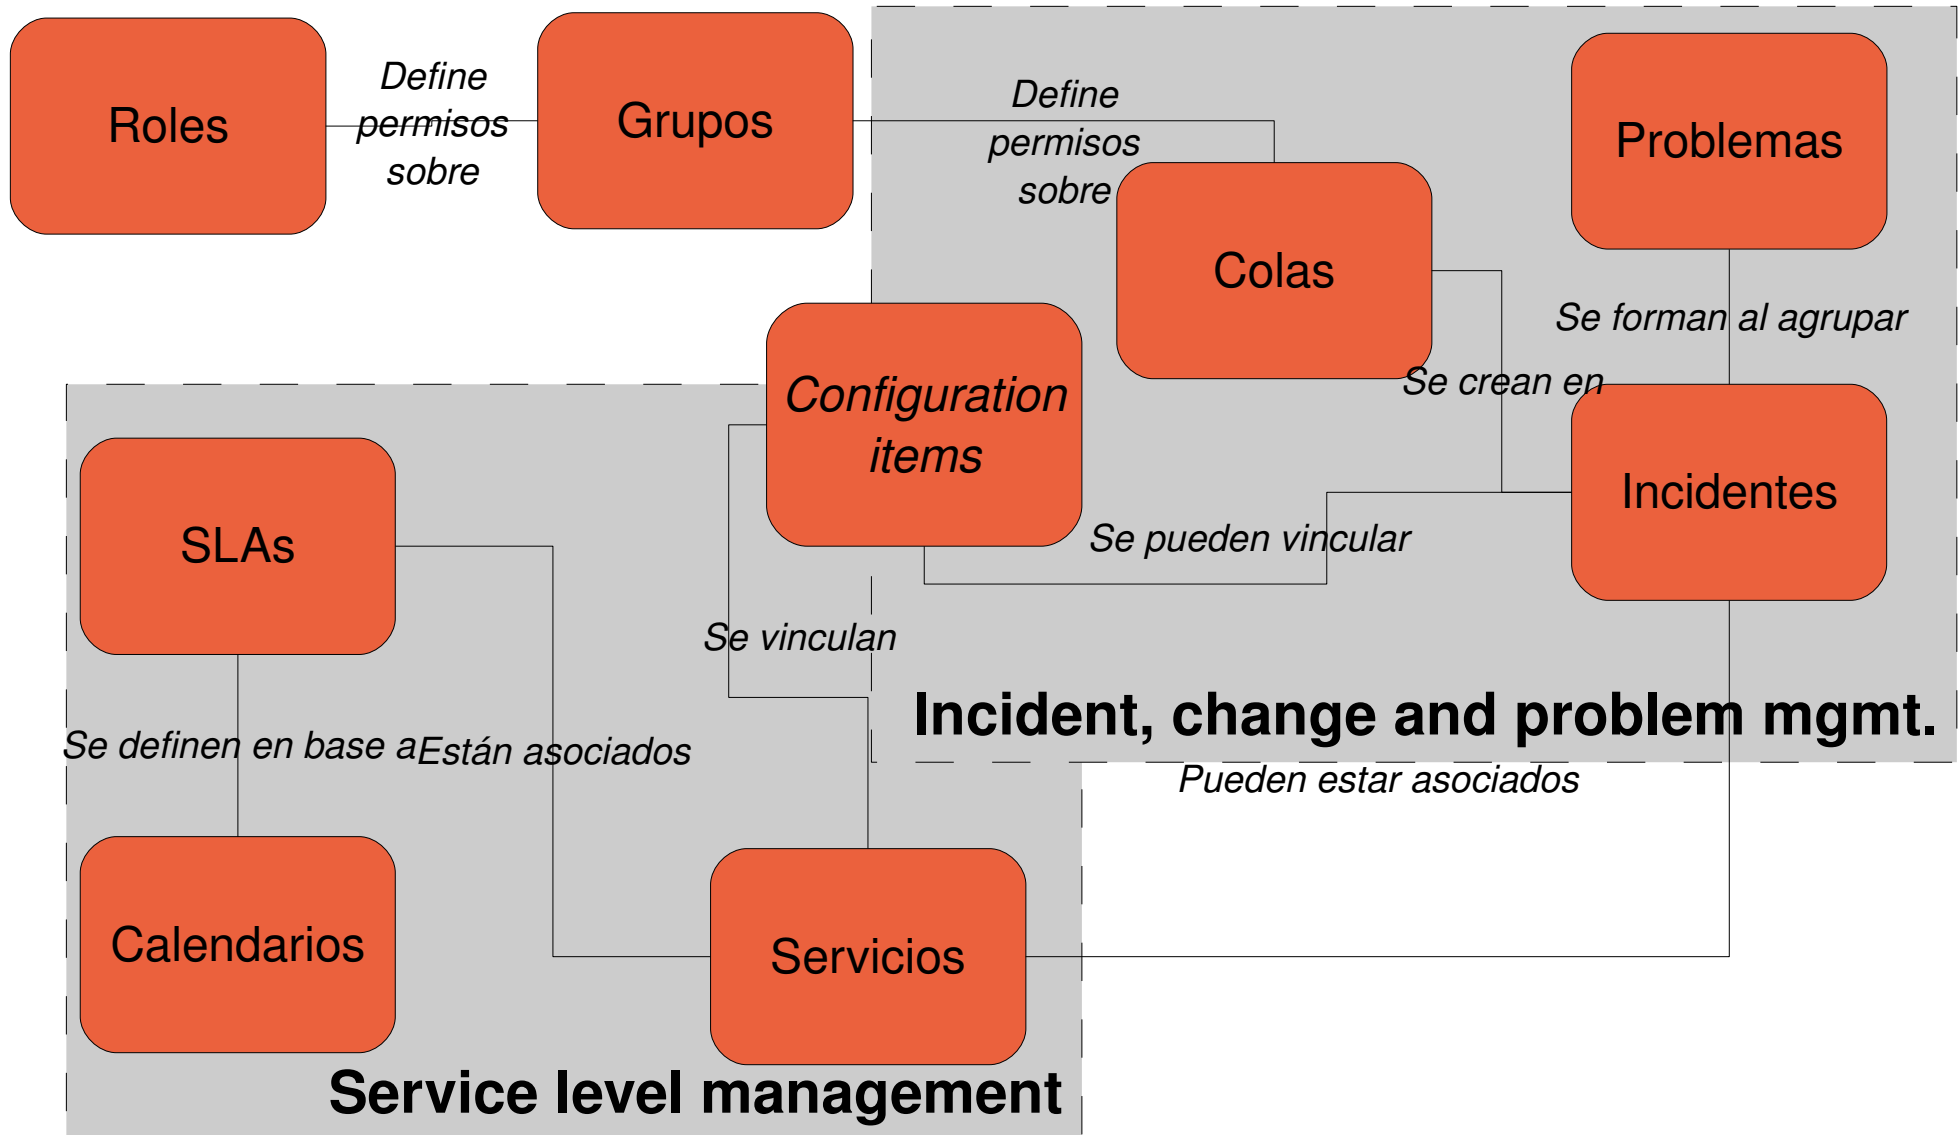 Roles
Define
permisos
sobre
Grupos
Define
permisos
sobre
Problemas
Colas
Se forman al agrupar
Se crean en
Configuration
items
Incidentes
SLAs
Se pueden vincular
Se vinculan
Incident, change and problem mgmt.
Se definen en base a
Están asociados
Pueden estar asociados
Calendarios
Servicios
Service level management